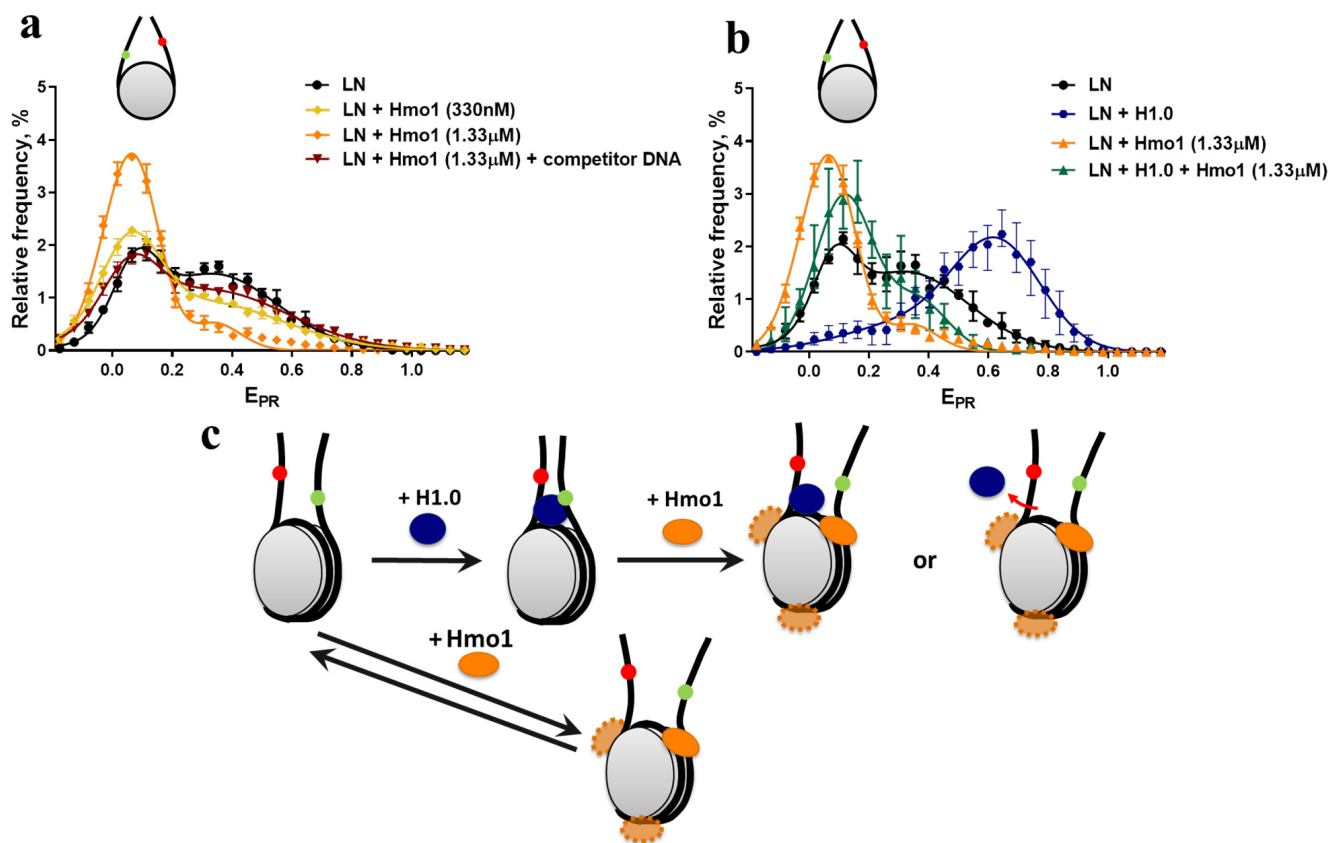 a
LN
LN + Hmo1 (330nM)
LN + Hmo1 (1.33μM)
LN + Hmo1 (1.33μM) + competitor DNA
Relative frequency, %
5
4
3
2
1
0
0.0 0.2 0.4 0.6 0.8 1.0
EPR
b
LN
LN + H1.0
LN + Hmo1 (1.33μM)
LN + H1.0 + Hmo1 (1.33μM)
Relative frequency, %
5
4
3
2
1
0
0.0 0.2 0.4 0.6 0.8 1.0
EPR
c
+ H1.0
+ Hmo1
or
+ Hmo1